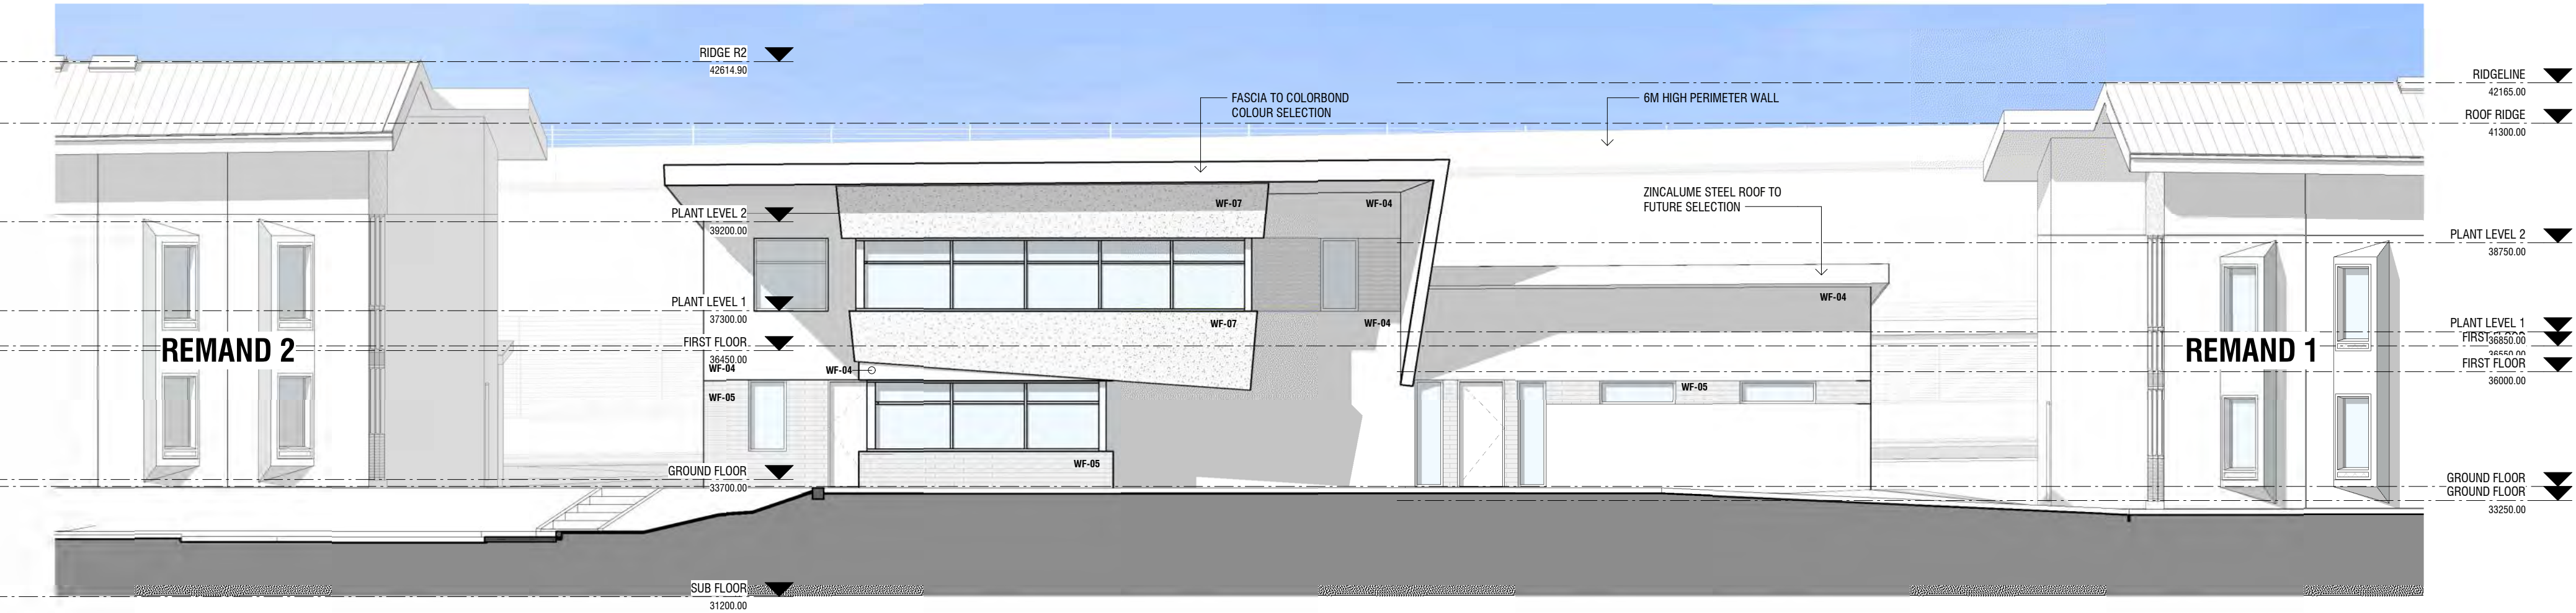 RIDGE R2
42614.90
FASCIA TO COLORBOND
COLOUR SELECTION
6M HIGH PERIMETER WALL
RIDGELINE
42165.00
ROOF RIDGE
41300.00
ZINCALUME STEEL ROOF TO
FUTURE SELECTION
PLANT LEVEL 2
39200.00
WF-07
WF-04
PLANT LEVEL 2
38750.00
PLANT LEVEL 1
37300.00
WF-07
WF-04
WF-04
PLANT LEVEL 1
36850.00
FIRST
36550.00
REMAND 2
FIRST FLOOR
36450.00
WF-04
WF-04
REMAND 1
FIRST FLOOR
36000.00
WF-05
WF-05
WF-05
GROUND FLOOR
33700.00
GROUND FLOOR
GROUND FLOOR
33250.00
SUB FLOOR
31200.00